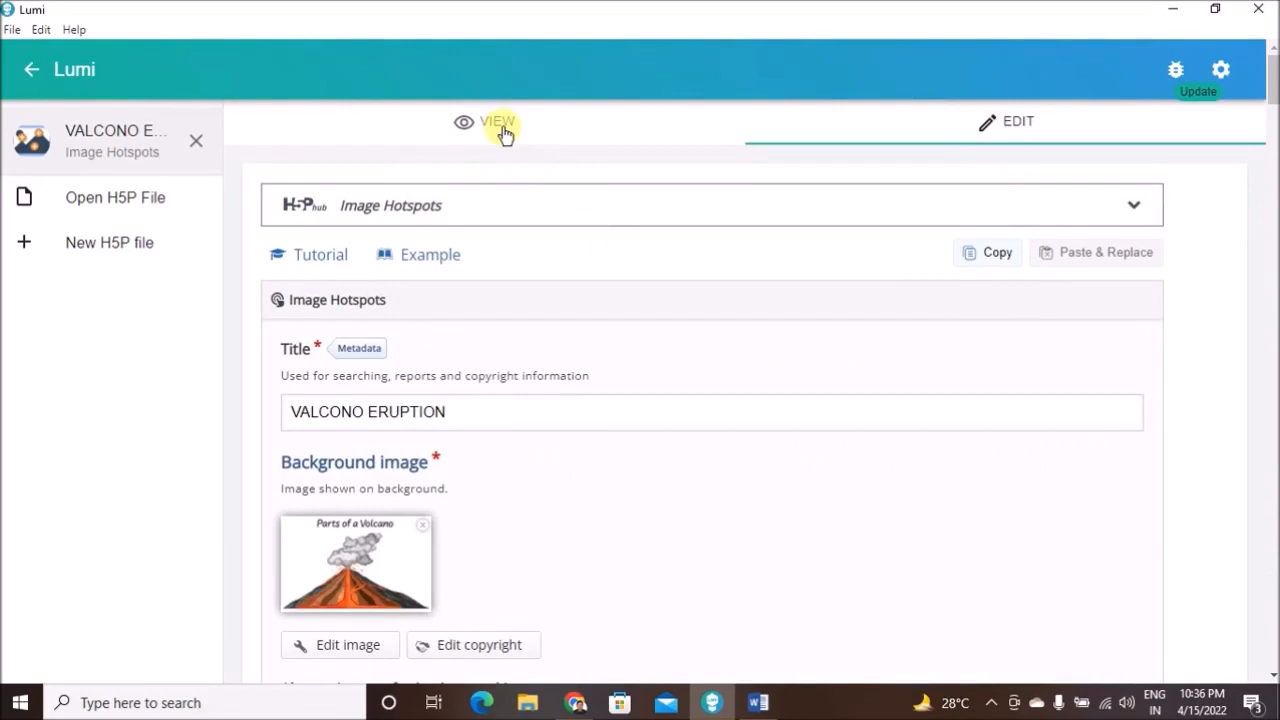 Lumi
File Edit Help
Lumi
Update
VALCONO E...
Image Hotspots
VIEW
EDIT
Open H5P File
New H5P file
H5P hub Image Hotspots
Tutorial
Example
Copy
Paste & Replace
Image Hotspots
Title * Metadata
Used for searching, reports and copyright information
VALCONO ERUPTION
Background image *
Image shown on background.
Parts of a Volcano
Edit image
Edit copyright
Type here to search
28°C
ENG
IN
10:36 PM
4/15/2022
3